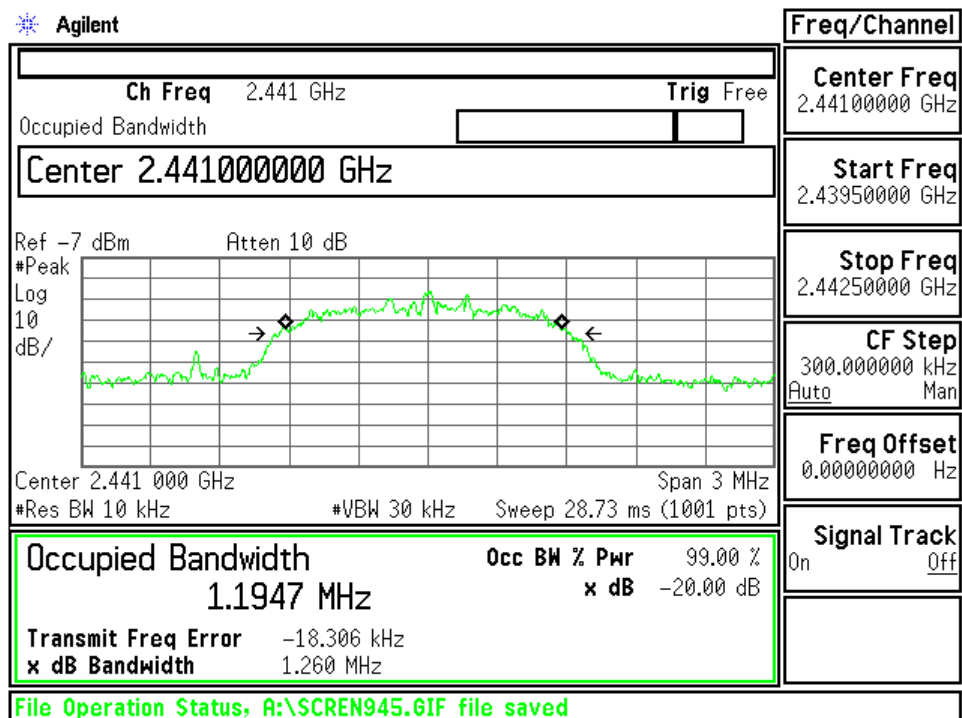 Agilent
Freq/Channel
Ch Freq 2.441 GHz
Trig Free
Occupied Bandwidth
Center 2.441000000 GHz
Ref -7 dBm
Atten 10 dB
#Peak
Log
10
dB/
Center 2.441 000 GHz
Span 3 MHz
#Res BW 10 kHz
#VBW 30 kHz
Sweep 28.73 ms (1001 pts)
Occupied Bandwidth
1.1947 MHz
Occ BW % Pwr 99.00 %
x dB -20.00 dB
Transmit Freq Error -18.306 kHz
x dB Bandwidth 1.260 MHz
Center Freq
2.44100000 GHz
Start Freq
2.43950000 GHz
Stop Freq
2.44250000 GHz
CF Step
300.000000 kHz
Auto Man
Freq Offset
0.00000000 Hz
Signal Track
On Off
File Operation Status, A:\SCREN945.GIF file saved